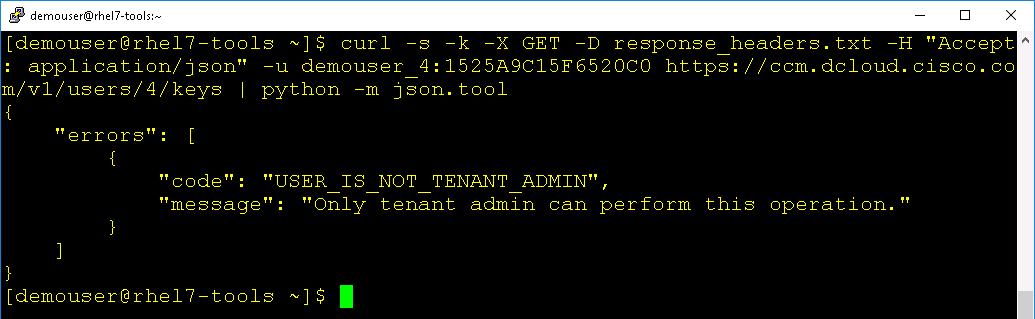 demouser@rhel7-tools:~
[demouser@rhel7-tools ~]$ curl -s -k -X GET -D response_headers.txt -H "Accept
: application/json" -u demouser_4:1525A9C15F6520C0 https://ccm.dcloud.cisco.co
m/v1/users/4/keys | python -m json.tool
{
    "errors": [
        {
            "code": "USER_IS_NOT_TENANT_ADMIN",
            "message": "Only tenant admin can perform this operation."
        }
    ]
}
[demouser@rhel7-tools ~]$